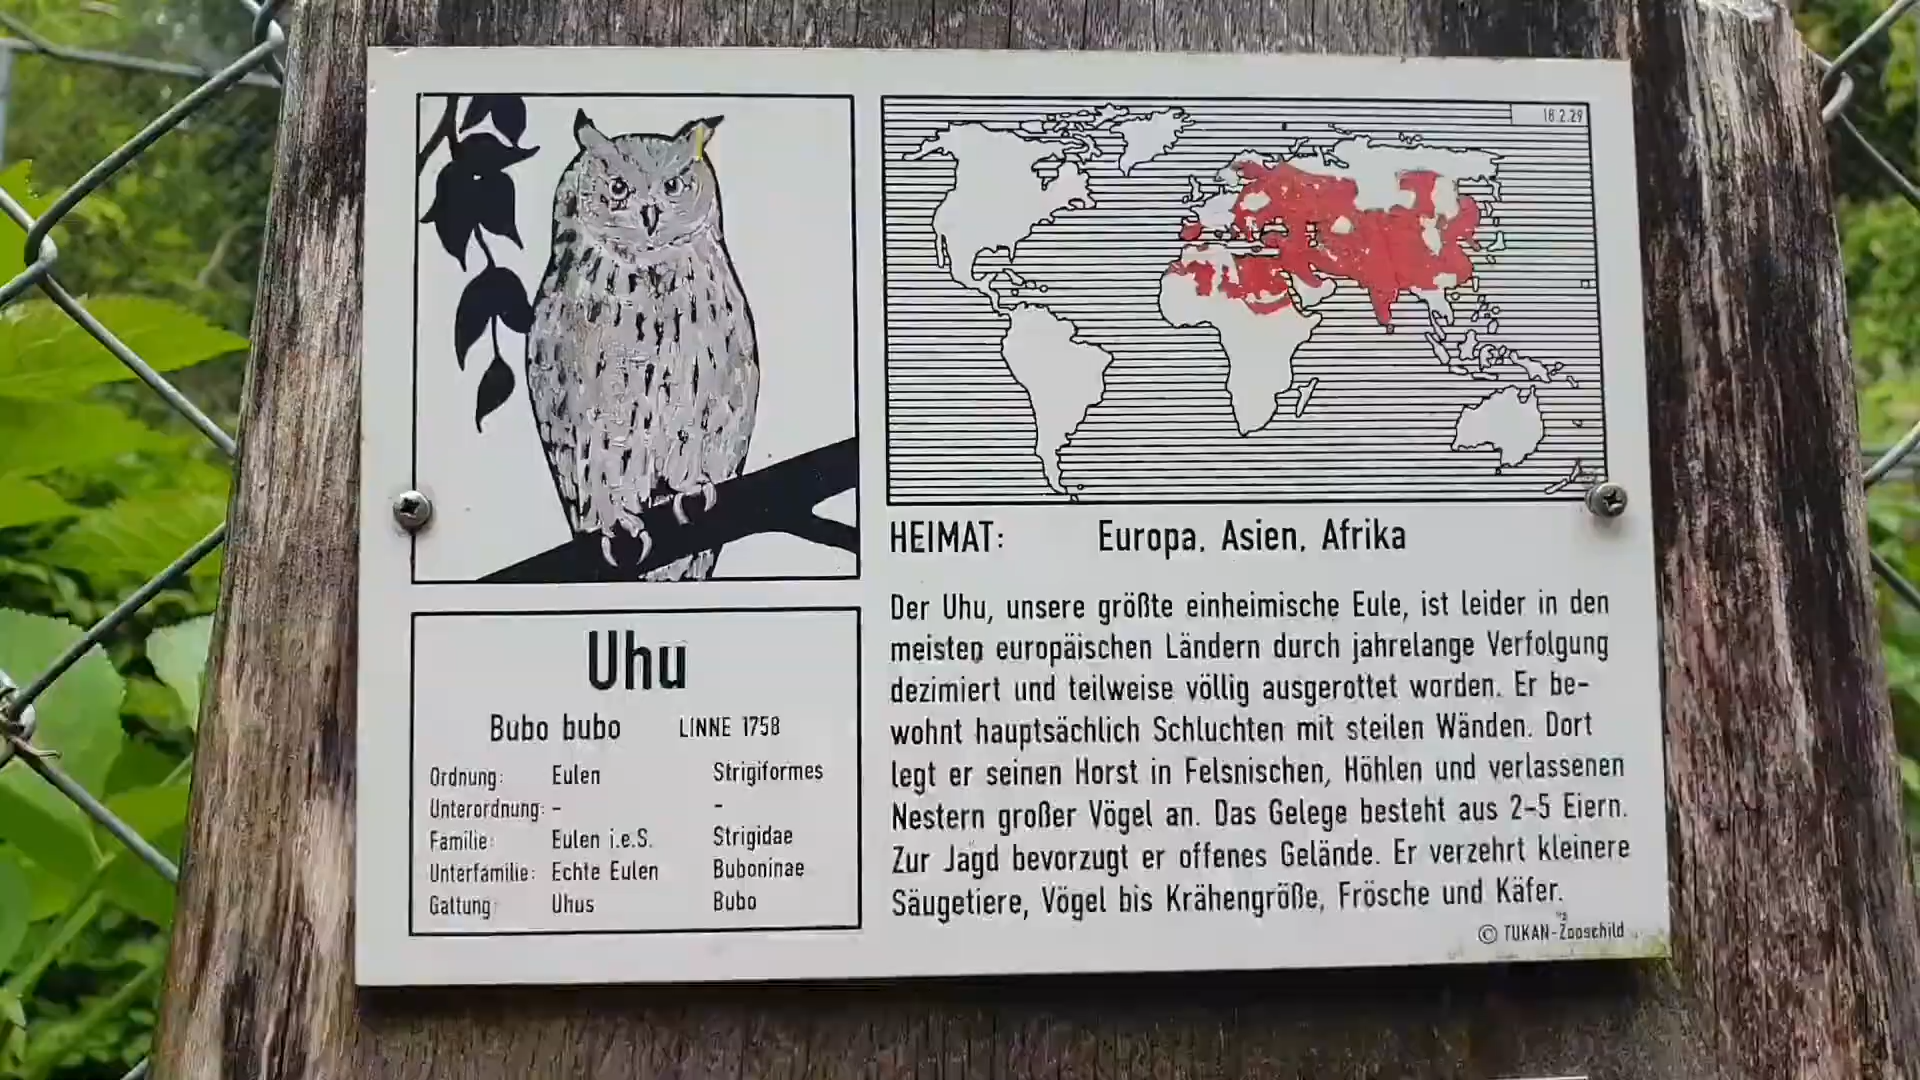 18.2.29
HEIMAT: Europa, Asien, Afrika
Der Uhu, unsere größte einheimische Eule, ist leider in den
meisten europäischen Ländern durch jahrelange Verfolgung
dezimiert und teilweise völlig ausgerottet worden. Er be-
wohnt hauptsächlich Schluchten mit steilen Wänden. Dort
legt er seinen Horst in Felsnischen, Höhlen und verlassenen
Nestern großer Vögel an. Das Gelege besteht aus 2-5 Eiern.
Zur Jagd bevorzugt er offenes Gelände. Er verzehrt kleinere
Säugetiere, Vögel bis Krähengröße, Frösche und Käfer.
© TUKAN-Zooschild
Uhu
Bubo bubo LINNE 1758
Ordnung: Eulen Strigiformes
Unterordnung: - -
Familie: Eulen i.e.S. Strigidae
Unterfamilie: Echte Eulen Buboninae
Gattung: Uhus Bubo